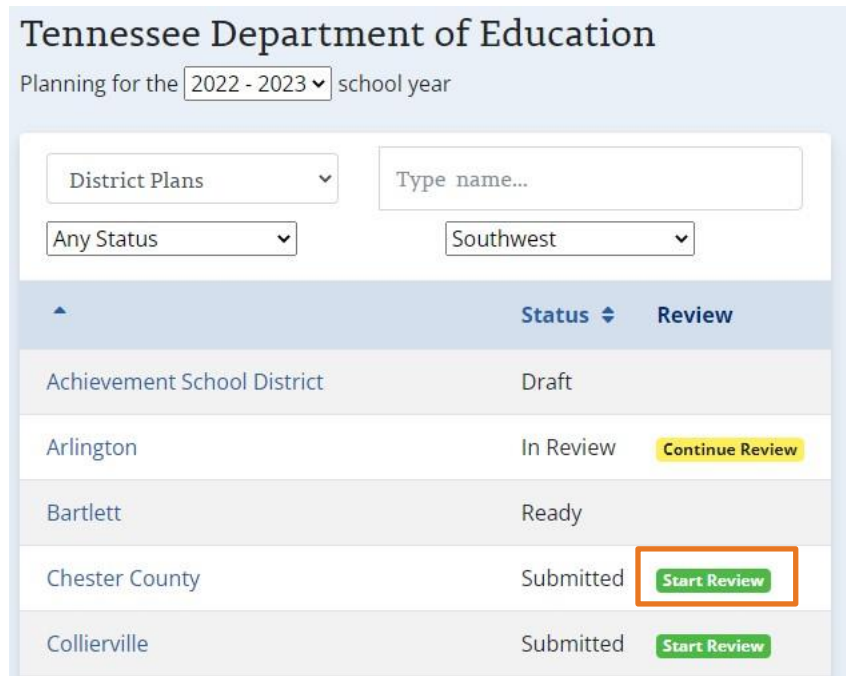 Tennessee Department of Education
Planning for the 2022 - 2023 school year
District Plans Type name...
Any Status Southwest
Status Review
Achievement School District Draft
Arlington In Review Continue Review
Bartlett Ready
Chester County Submitted Start Review
Collierville Submitted Start Review